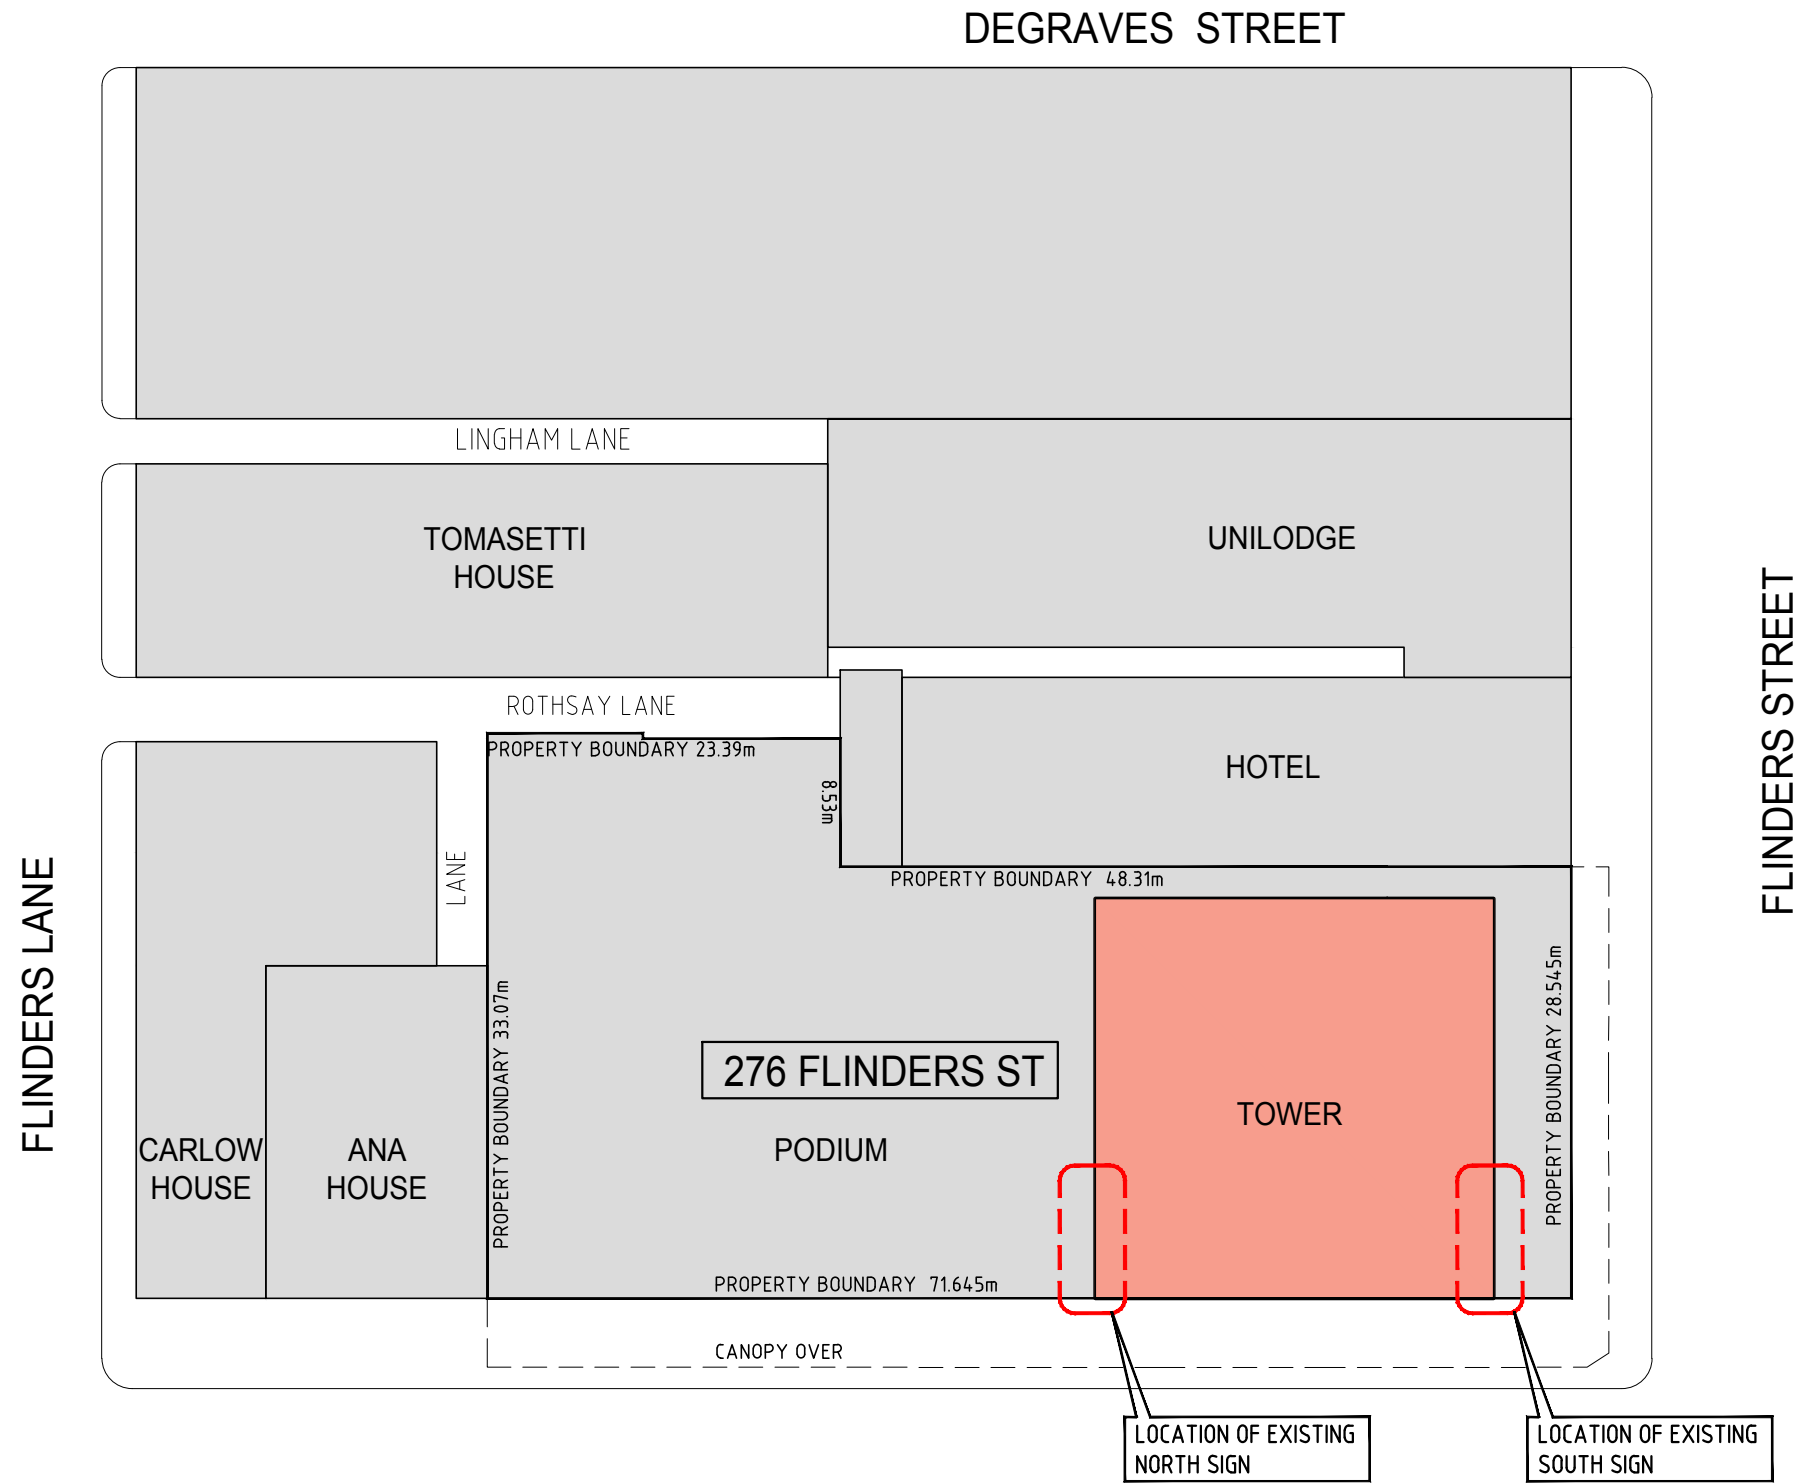 DEGRAVES STREET
LINGHAM LANE
TOMASETTI
HOUSE
UNILODGE
FLINDERS STREET
ROTHSAY LANE
PROPERTY BOUNDARY 23.39m
8.53m
HOTEL
LANE
PROPERTY BOUNDARY 48.31m
FLINDERS LANE
PROPERTY BOUNDARY 33.07m
PROPERTY BOUNDARY 28.545m
276 FLINDERS ST
TOWER
CARLOW
HOUSE
ANA
HOUSE
PODIUM
PROPERTY BOUNDARY 71.645m
CANOPY OVER
LOCATION OF EXISTING
NORTH SIGN
LOCATION OF EXISTING
SOUTH SIGN